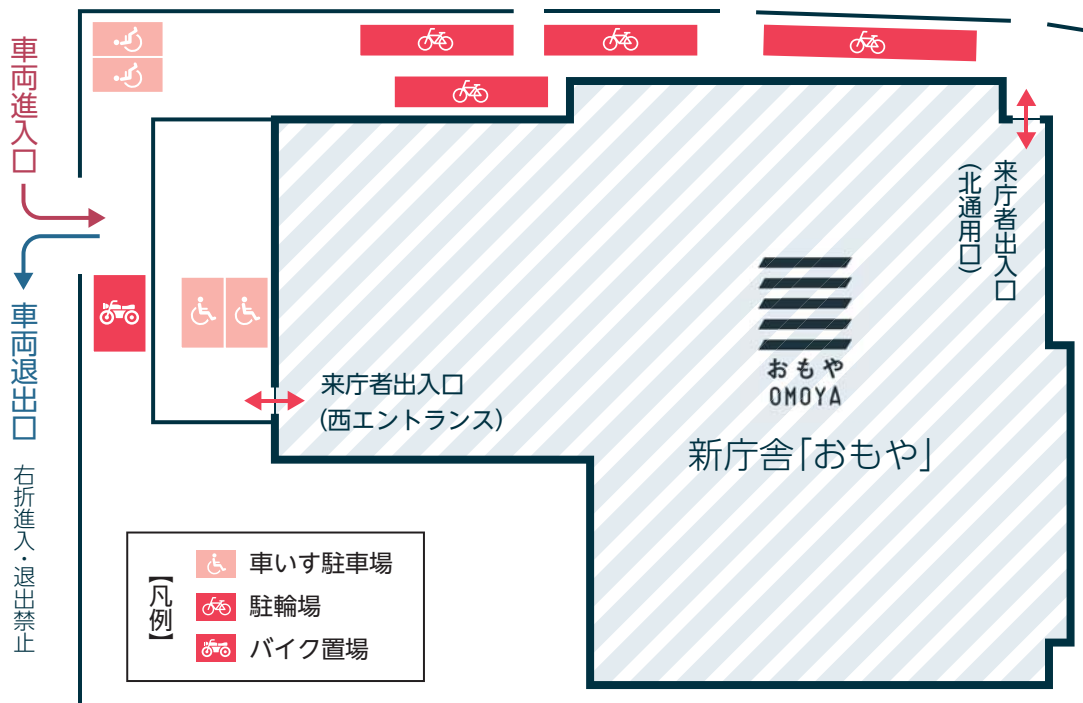 車両進入口
車両退出口
右折進入・退出禁止
来庁者出入口
(北通用口)
おもや
OMOYA
新庁舎「おもや」
来庁者出入口
(西エントランス)
【凡例】
車いす駐車場
駐輪場
バイク置場